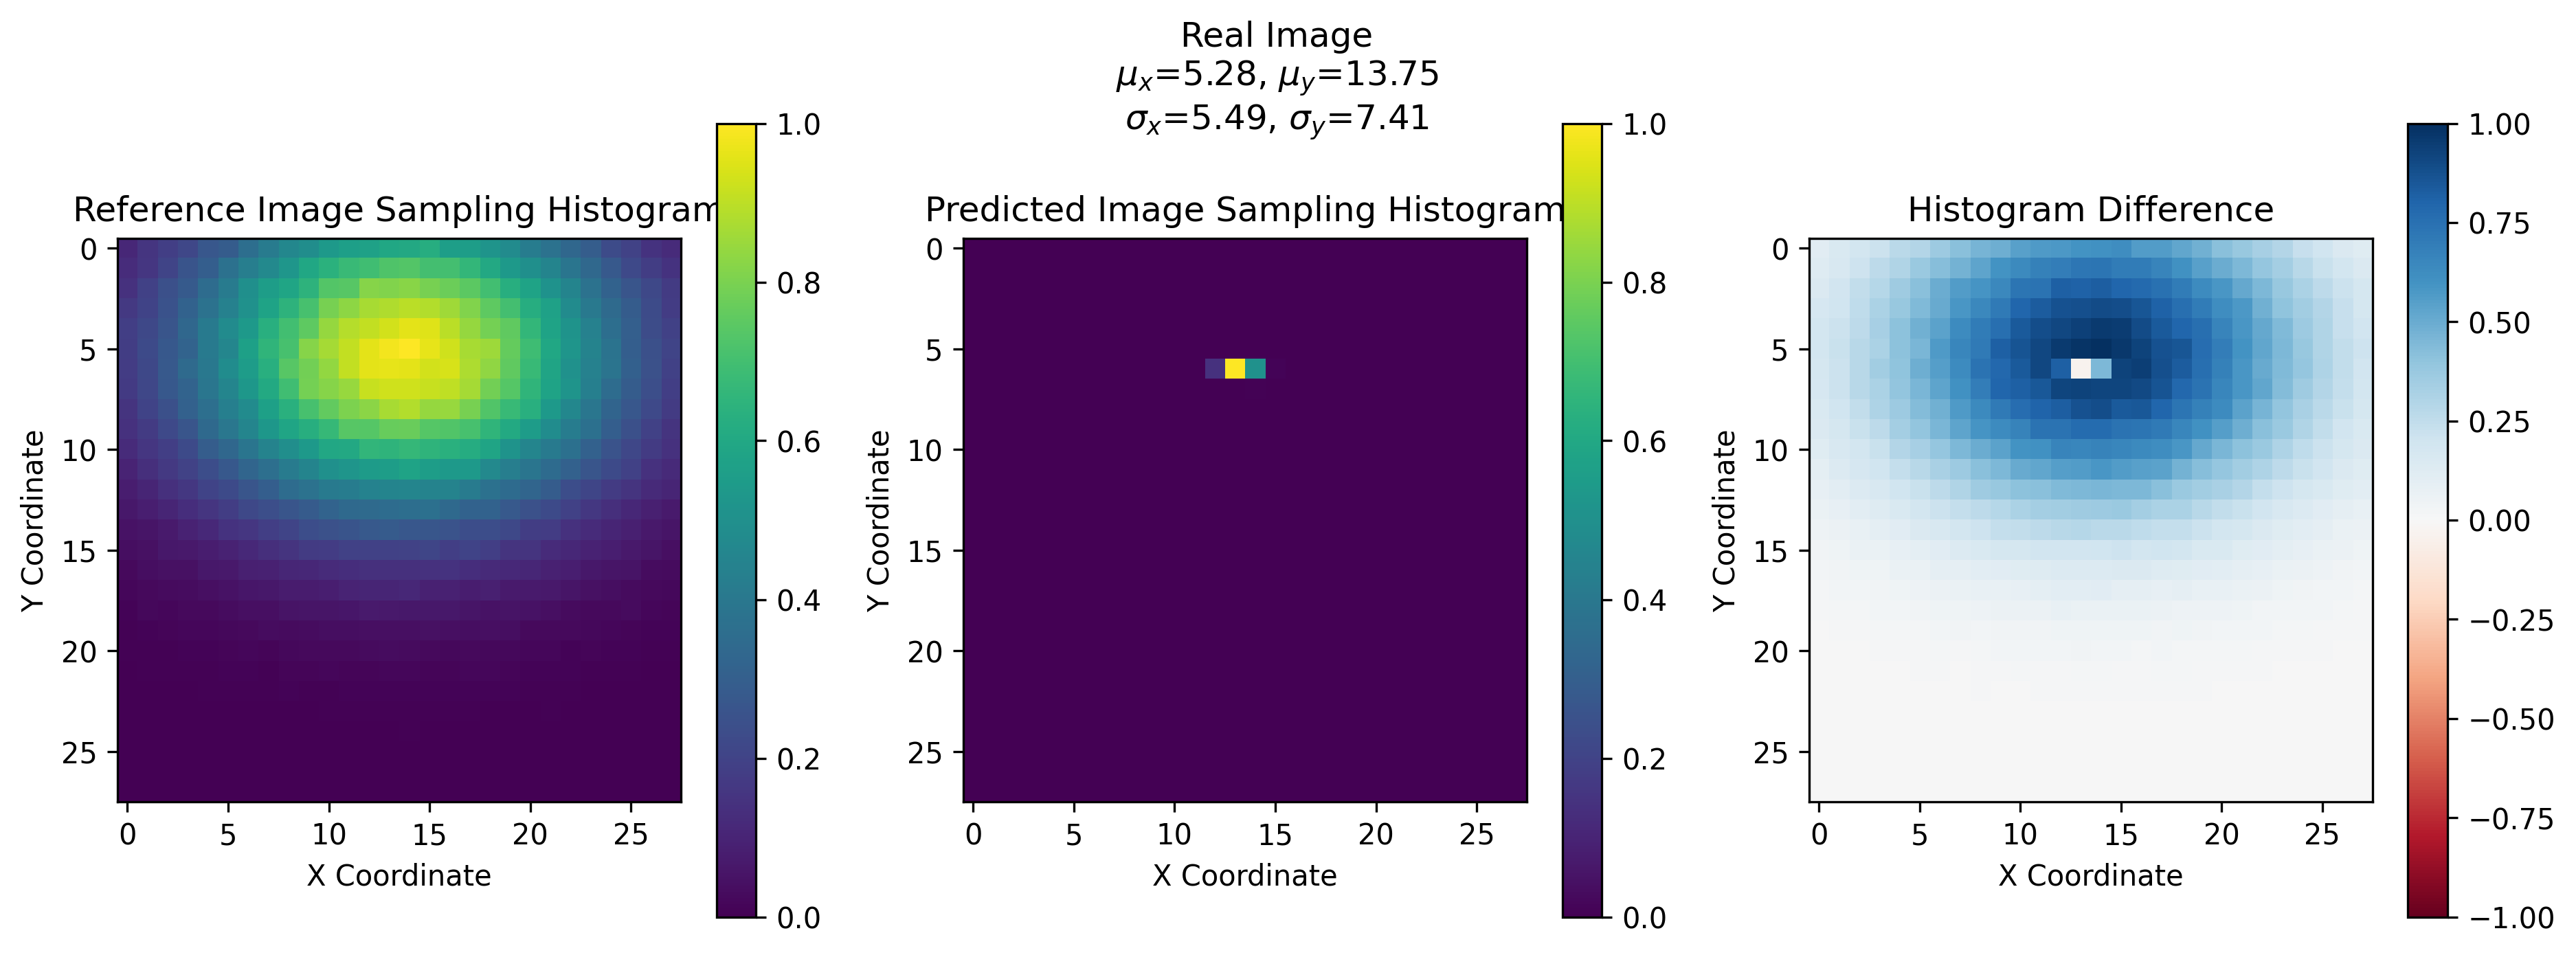 Real Image
μx=5.28, μy=13.75
σx=5.49, σy=7.41
Reference Image Sampling Histogram
0
5
10
15
20
25
Y Coordinate
0 5 10 15 20 25
X Coordinate
1.0
0.8
0.6
0.4
0.2
0.0
Predicted Image Sampling Histogram
0
5
10
15
20
25
Y Coordinate
0 5 10 15 20 25
X Coordinate
1.0
0.8
0.6
0.4
0.2
0.0
Histogram Difference
0
5
10
15
20
25
Y Coordinate
0 5 10 15 20 25
X Coordinate
1.00
0.75
0.50
0.25
0.00
−0.25
−0.50
−0.75
−1.00